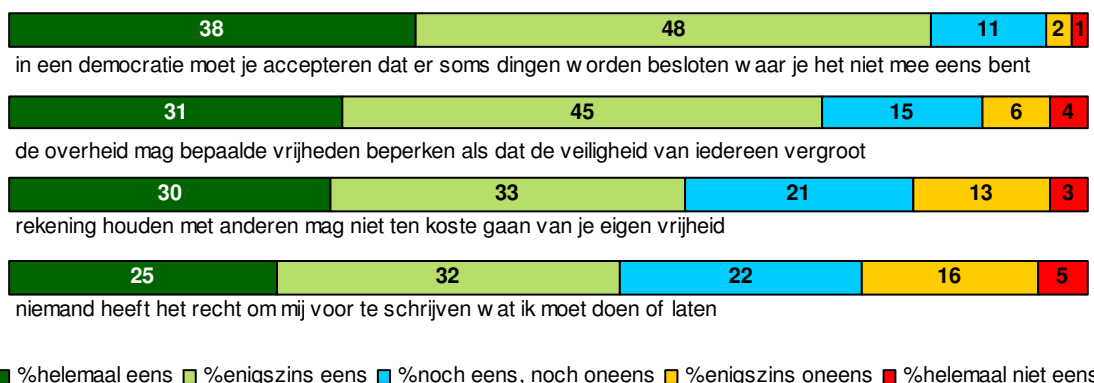 38 48 11 2 1
in een democratie moet je accepteren dat er soms dingen worden besloten waar je het niet mee eens bent
31 45 15 6 4
de overheid mag bepaalde vrijheden beperken als dat de veiligheid van iedereen vergroot
30 33 21 13 3
rekening houden met anderen mag niet ten koste gaan van je eigen vrijheid
25 32 22 16 5
niemand heeft het recht om mij voor te schrijven wat ik moet doen of laten
%helemaal eens %enigszins eens %noch eens, noch oneens %enigszins oneens %helemaal niet eens